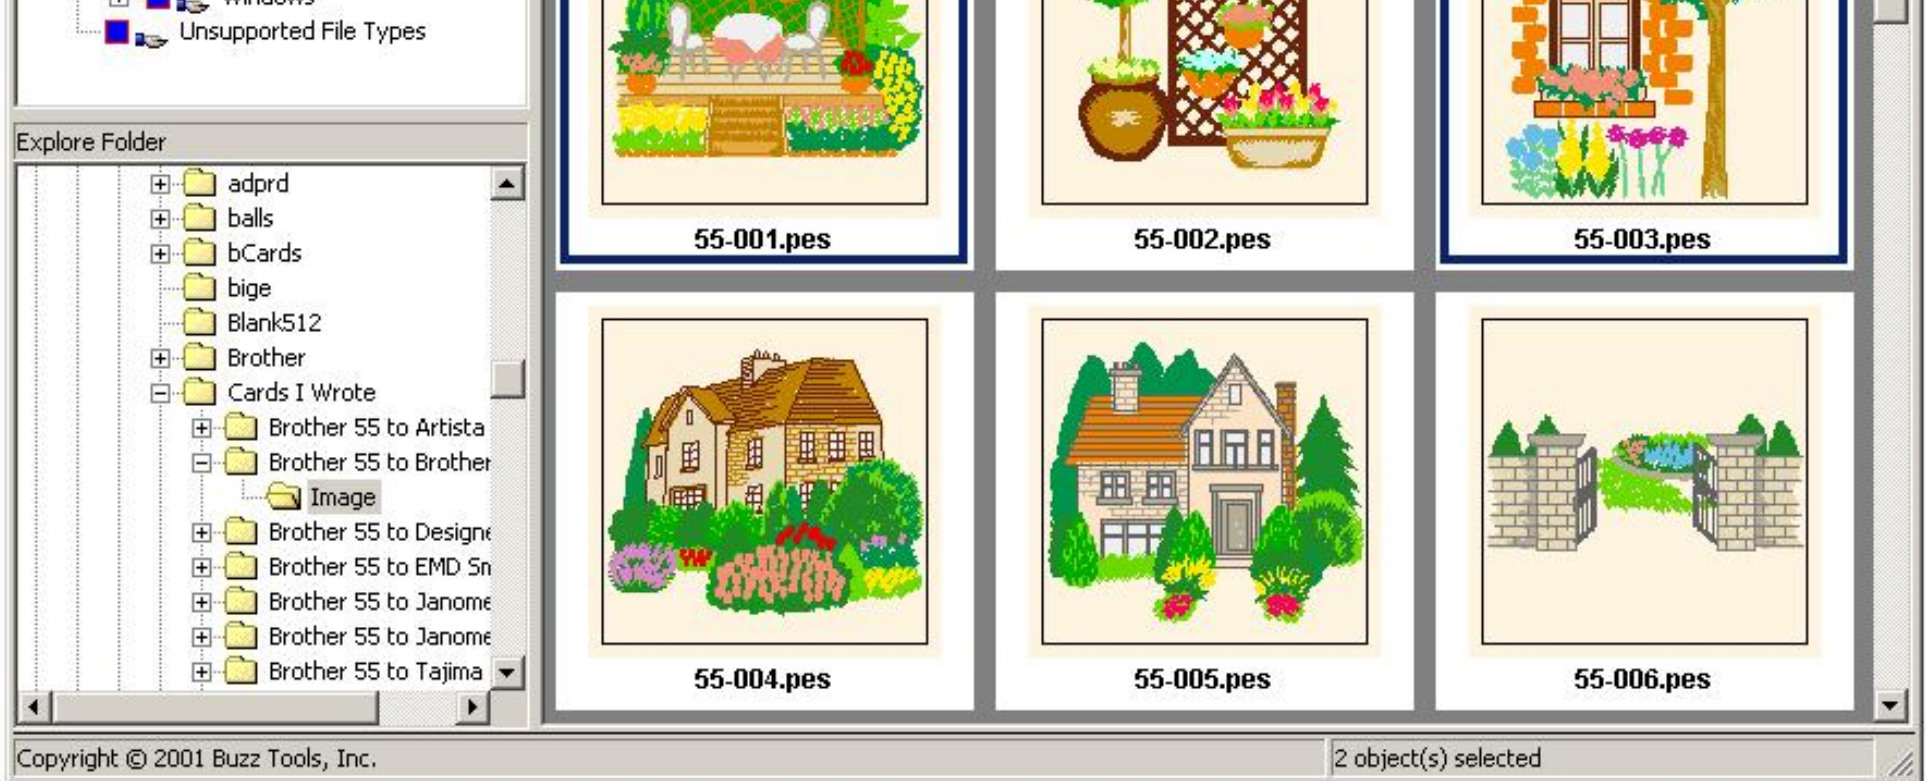 Windows
Unsupported File Types
Explore Folder
adprd
balls
bCards
bige
Blank512
Brother
Cards I Wrote
Brother 55 to Artista
Brother 55 to Brother
Image
Brother 55 to Designe
Brother 55 to EMD Sn
Brother 55 to Janome
Brother 55 to Janome
Brother 55 to Tajima
55-001.pes
55-002.pes
55-003.pes
55-004.pes
55-005.pes
55-006.pes
Copyright © 2001 Buzz Tools, Inc.
2 object(s) selected